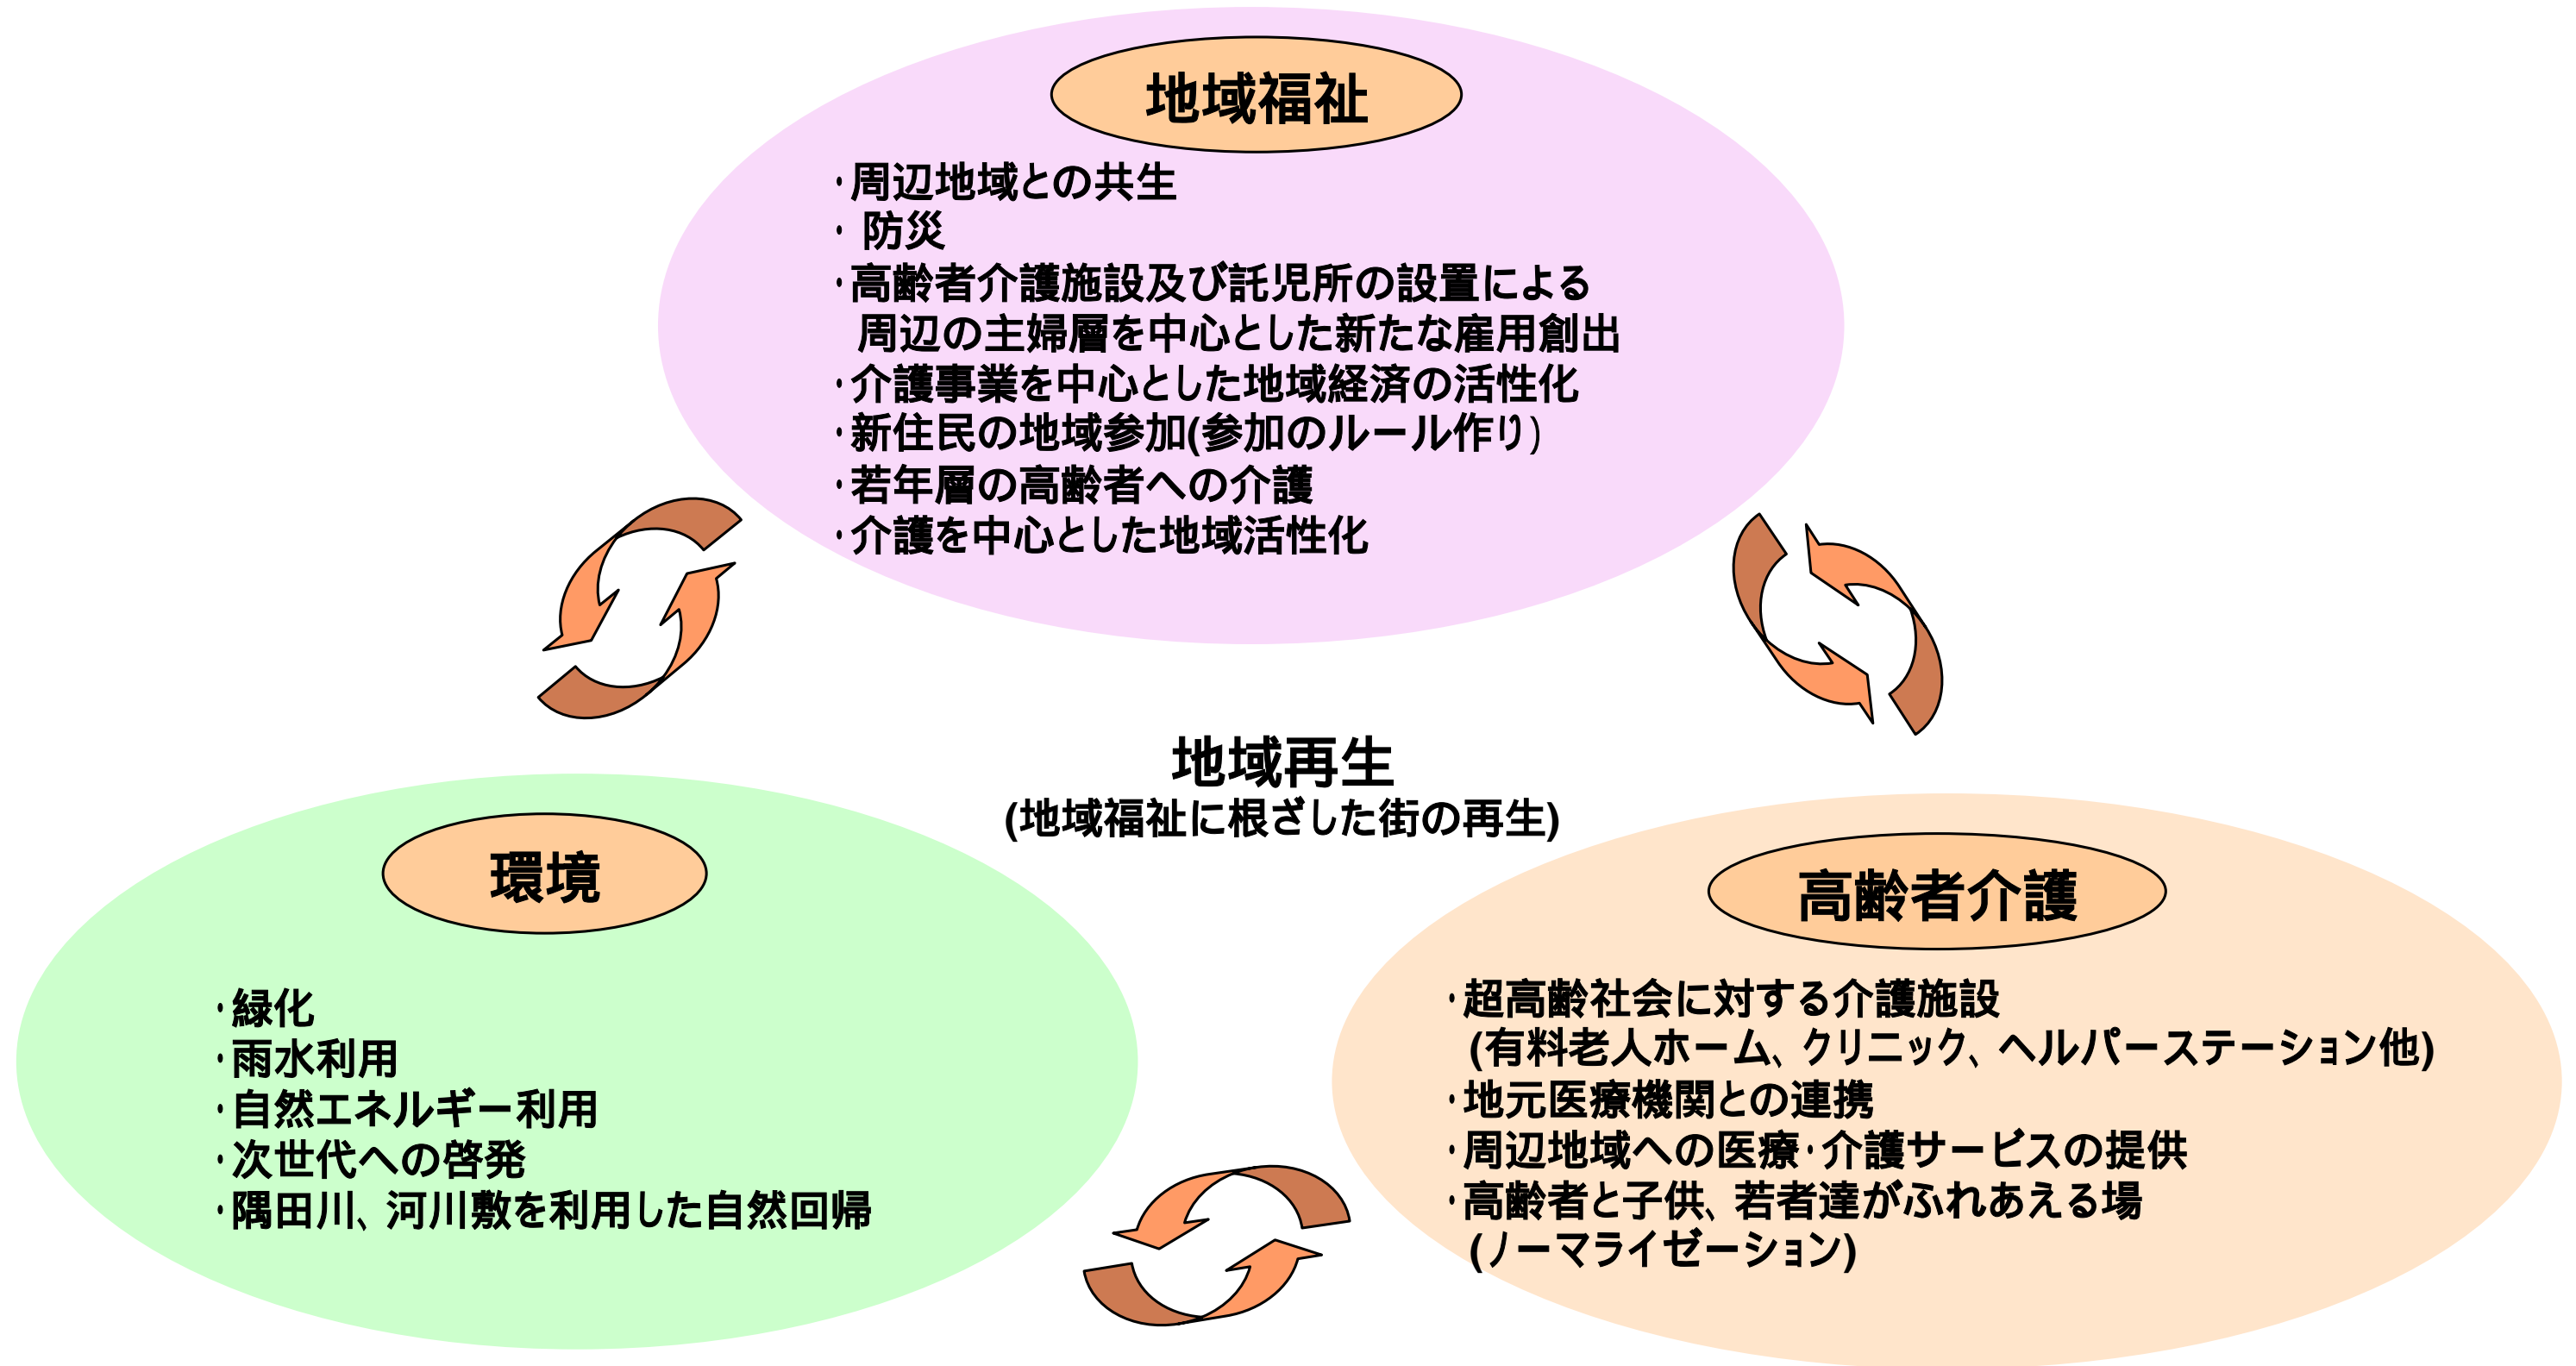 地域福祉
・周辺地域との共生
・ 防災
・高齢者介護施設及び託児所の設置による
周辺の主婦層を中心とした新たな雇用創出
・介護事業を中心とした地域経済の活性化
・新住民の地域参加(参加のルール作り)
・若年層の高齢者への介護
・介護を中心とした地域活性化
地域再生
(地域福祉に根ざした街の再生)
環境
・緑化
・雨水利用
・自然エネルギー利用
・次世代への啓発
・隅田川、河川敷を利用した自然回帰
高齢者介護
・超高齢社会に対する介護施設
(有料老人ホーム、クリニック、ヘルパーステーション他)
・地元医療機関との連携
・周辺地域への医療・介護サービスの提供
・高齢者と子供、若者達がふれあえる場
(ノーマライゼーション)